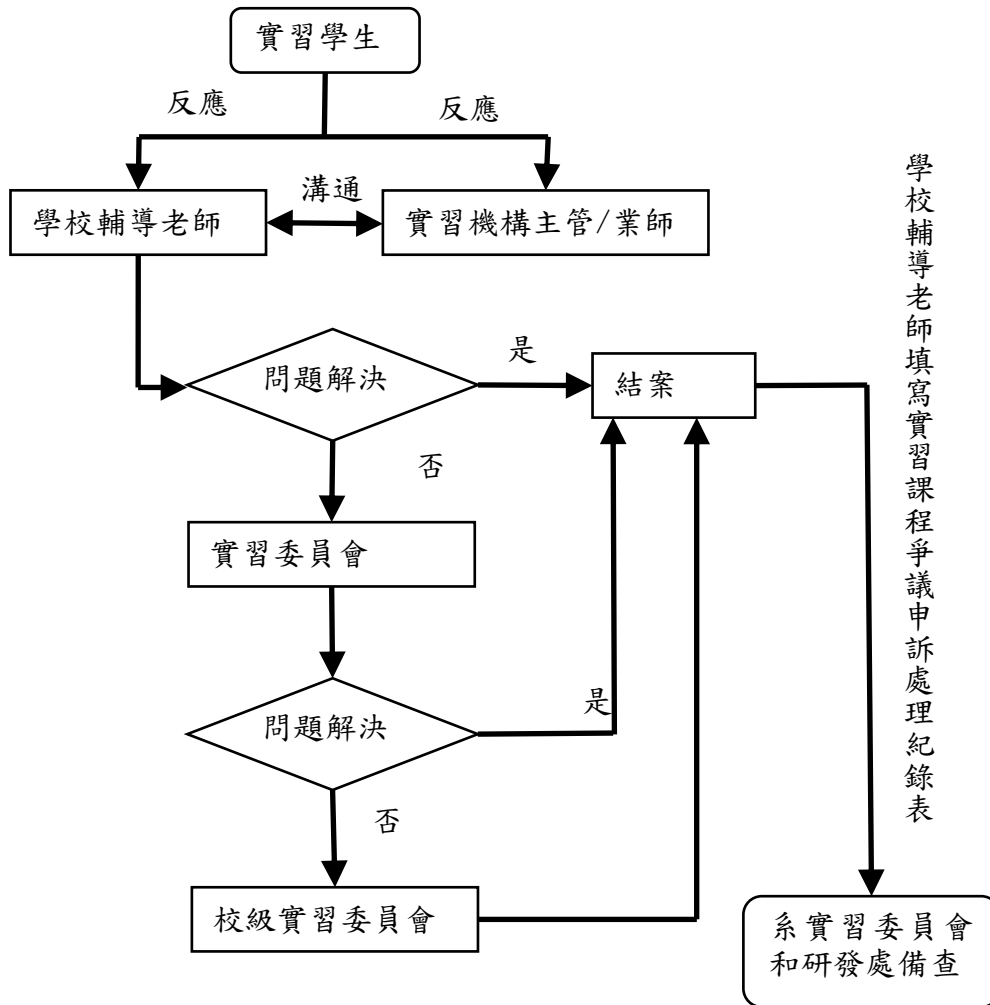 實習學生
反應
反應
學校輔導老師
溝通
實習機構主管/業師
問題解決
是
結案
否
實習委員會
問題解決
是
否
校級實習委員會
學校輔導老師填寫實習課程爭議申訴處理紀錄表
系實習委員會
和研發處備查